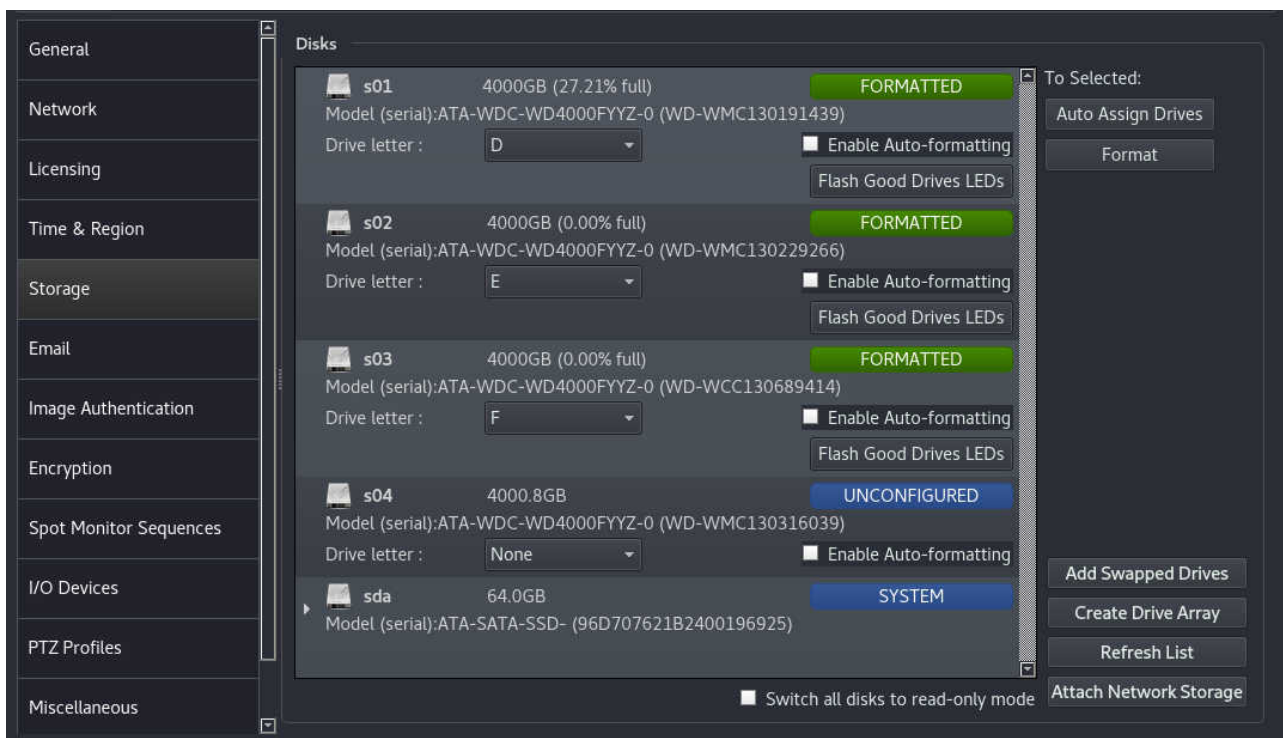 General
Network
Licensing
Time & Region
Storage
Email
Image Authentication
Encryption
Spot Monitor Sequences
I/O Devices
PTZ Profiles
Miscellaneous
Disks
s01 4000GB (27.21% full) FORMATTED
Model (serial):ATA-WDC-WD4000FYYZ-0 (WD-WMC130191439)
Drive letter : D Enable Auto-formatting
Flash Good Drives LEDs
s02 4000GB (0.00% full) FORMATTED
Model (serial):ATA-WDC-WD4000FYYZ-0 (WD-WMC130229266)
Drive letter : E Enable Auto-formatting
Flash Good Drives LEDs
s03 4000GB (0.00% full) FORMATTED
Model (serial):ATA-WDC-WD4000FYYZ-0 (WD-WCC130689414)
Drive letter : F Enable Auto-formatting
Flash Good Drives LEDs
s04 4000.8GB UNCONFIGURED
Model (serial):ATA-WDC-WD4000FYYZ-0 (WD-WMC130316039)
Drive letter : None Enable Auto-formatting
sda 64.0GB SYSTEM
Model (serial):ATA-SATA-SSD- (96D707621B2400196925)
Switch all disks to read-only mode
To Selected:
Auto Assign Drives
Format
Add Swapped Drives
Create Drive Array
Refresh List
Attach Network Storage